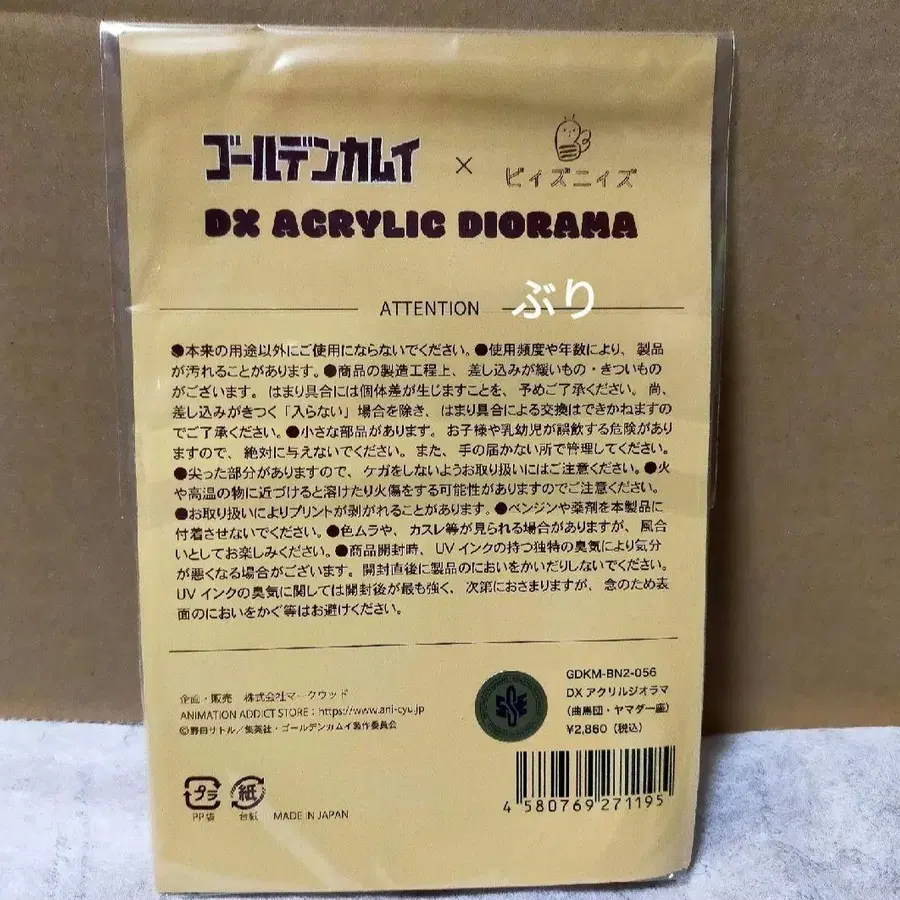 ゴールデンカムイ × ビィズニィズ
DX ACRYLIC DIORAMA
ATTENTION
ぶり
●本来の用途以外にご使用にならないでください。●使用頻度や年数により、製品
が汚れることがあります。●商品の製造工程上、差し込みが緩いもの・きついもの
がございます。はまり具合には個体差が生じますことを、予めご了承ください。尚、
差し込みがきつく「入らない」場合を除き、はまり具合による交換はできかねますの
でご了承ください。●小さな部品があります。お子様や乳幼児が誤飲する危険があり
ますので、絶対に与えないでください。また、手の届かない所で管理してください。
●尖った部分がありますので、ケガをしないようお取り扱いにはご注意ください。●火
や高温の物に近づけると溶けたり火傷をする可能性がありますのでご注意ください。
●お取り扱いによりプリントが剥がれることがあります。●ベンジンや薬剤を本製品に
付着させないでください。●色ムラや、カスレ等が見られる場合がありますが、風合
いとしてお楽しみください。●商品開封時、UVインクの持つ独特の臭気により気分
が悪くなる場合がございます。開封直後に製品のにおいをかいだりしないでください。
UVインクの臭気に関しては開封後が最も強く、次第におさまりますが、念のため表
面のにおいをかぐ等はお避けください。
企画・販売 株式会社マークウッド
ANIMATION ADDICT STORE : https://www.ani-cyu.jp
©野田サトル／集英社・ゴールデンカムイ製作委員会
GDKM-BN2-056
DX アクリルジオラマ
(曲馬団・ヤマダ一座)
¥2,860（税込）
プラ
PP袋
紙
台紙
MADE IN JAPAN
4 580769 271195